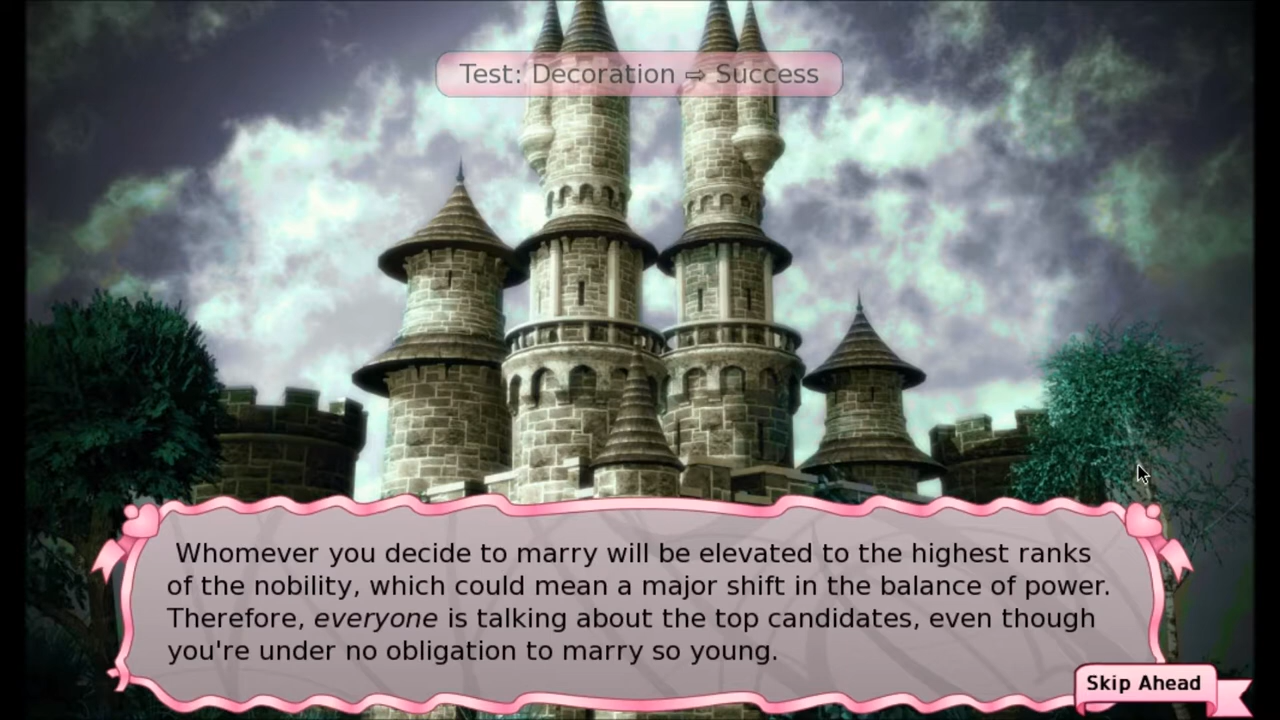 Test: Decoration ⇨ Success
Whomever you decide to marry will be elevated to the highest ranks
of the nobility, which could mean a major shift in the balance of power.
Therefore, everyone is talking about the top candidates, even though
you're under no obligation to marry so young.
Skip Ahead